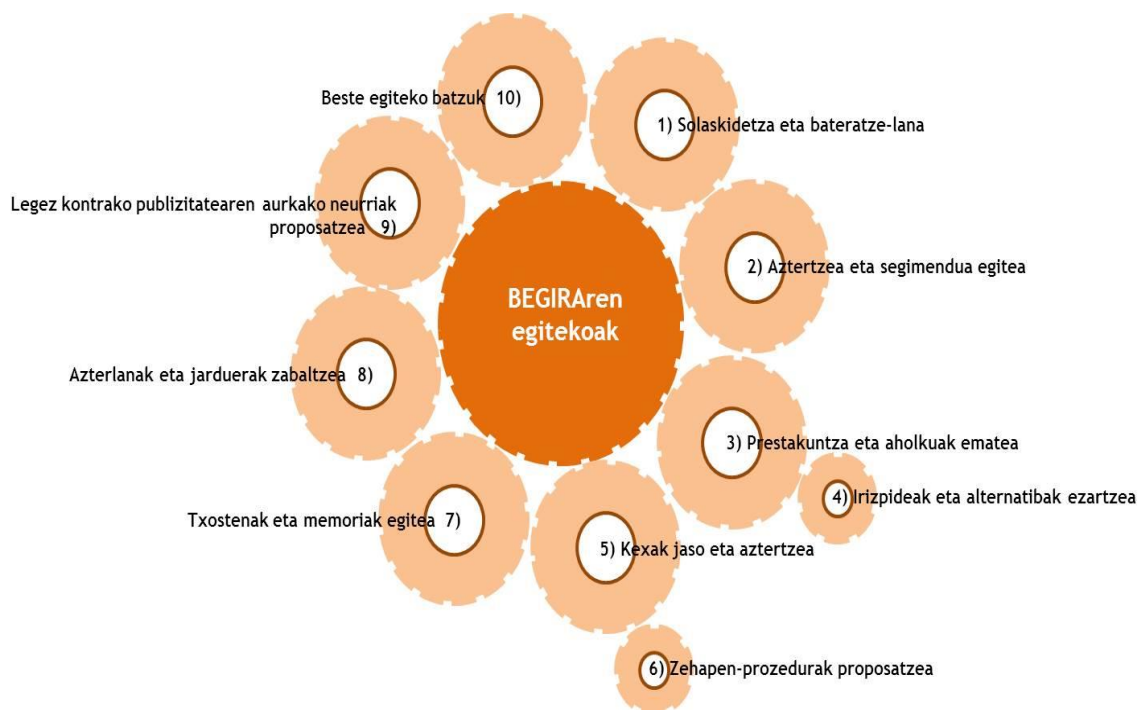 BEGIRAren
egitekoak
1) Solaskidetza eta bateratze-lana
2) Aztertzea eta segimendua egitea
3) Prestakuntza eta aholkuak ematea
4) Irizpideak eta alternatibak ezartzea
5) Kexak jaso eta aztertzea
6) Zehapen-prozedurak proposatzea
Txostenak eta memoriak egitea 7)
Azterlanak eta jarduerak zabaltzea 8)
Legez kontrako publizitatearen aurkako neurriak
proposatzea 9)
Beste egiteko batzuk 10)